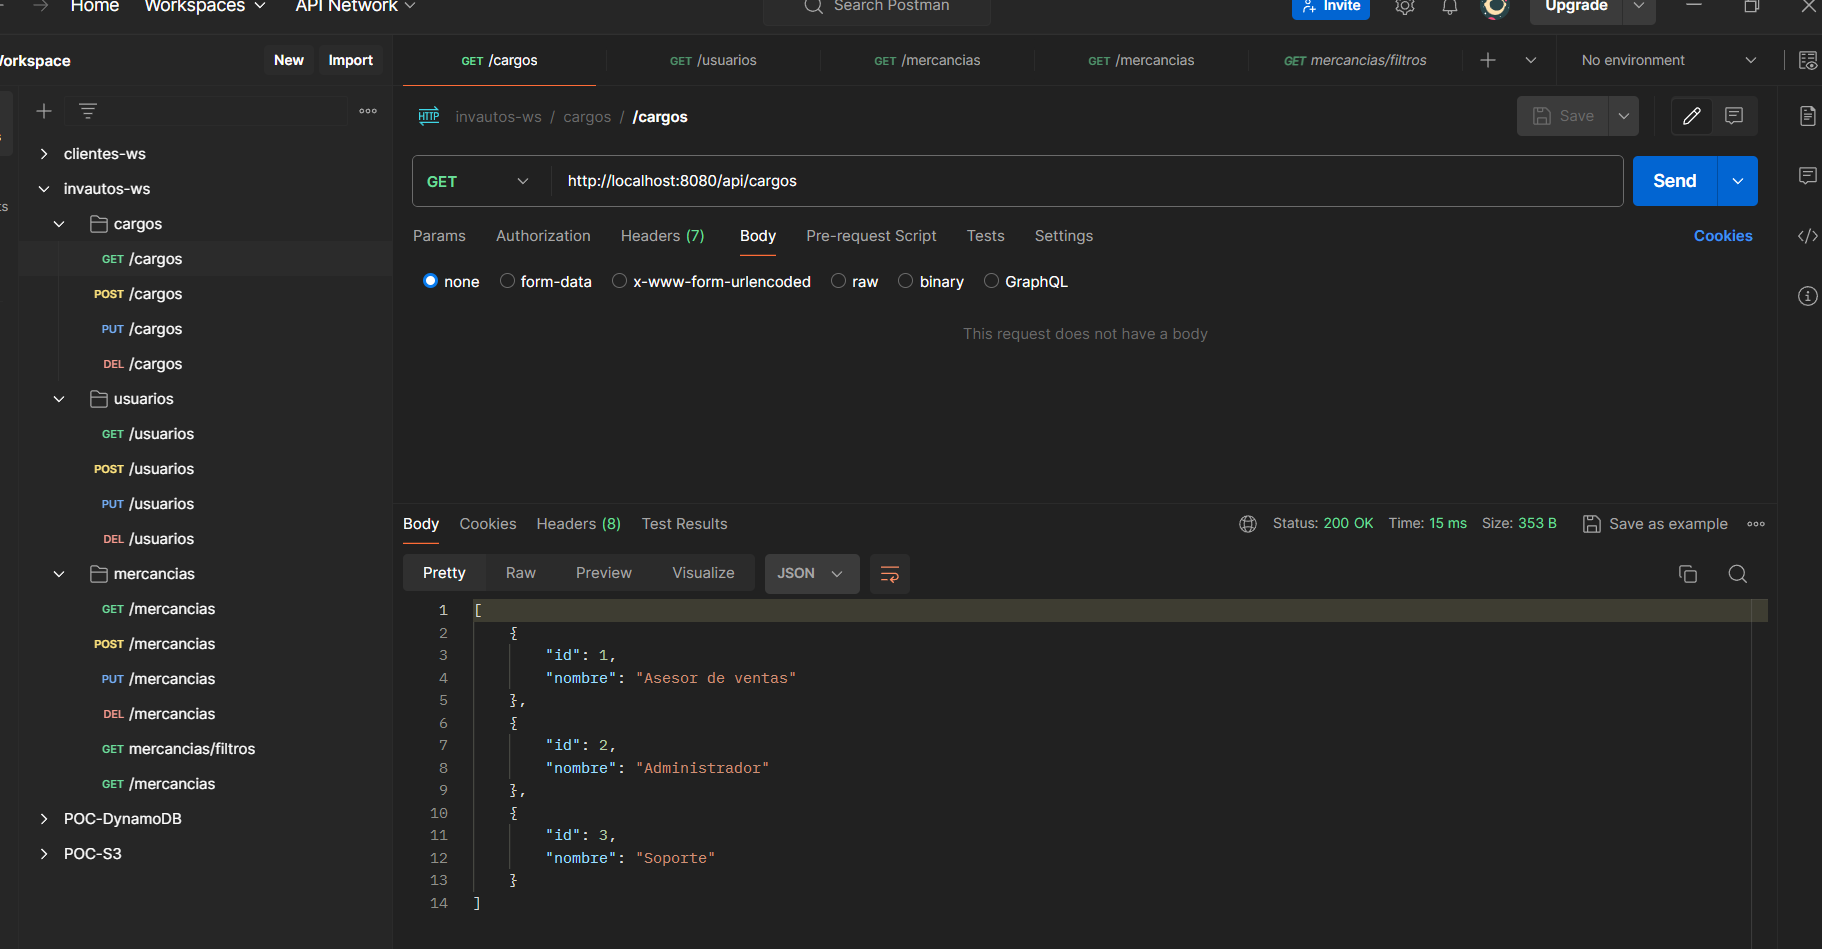 Home Workspaces API Network Search Postman Invite Upgrade
Workspace New Import
GET /cargos GET /usuarios GET /mercancias GET /mercancias GET mercancias/filtros No environment
HTTP invautos-ws / cargos / /cargos Save
GET http://localhost:8080/api/cargos Send
Params Authorization Headers (7) Body Pre-request Script Tests Settings Cookies
none form-data x-www-form-urlencoded raw binary GraphQL
This request does not have a body
clientes-ws
invautos-ws
cargos
GET /cargos
POST /cargos
PUT /cargos
DEL /cargos
usuarios
GET /usuarios
POST /usuarios
PUT /usuarios
DEL /usuarios
mercancias
GET /mercancias
POST /mercancias
PUT /mercancias
DEL /mercancias
GET mercancias/filtros
GET /mercancias
POC-DynamoDB
POC-S3
Body Cookies Headers (8) Test Results Status: 200 OK Time: 15 ms Size: 353 B Save as example
Pretty Raw Preview Visualize JSON
1 [
2 {
3 "id": 1,
4 "nombre": "Asesor de ventas"
5 },
6 {
7 "id": 2,
8 "nombre": "Administrador"
9 },
10 {
11 "id": 3,
12 "nombre": "Soporte"
13 }
14 ]